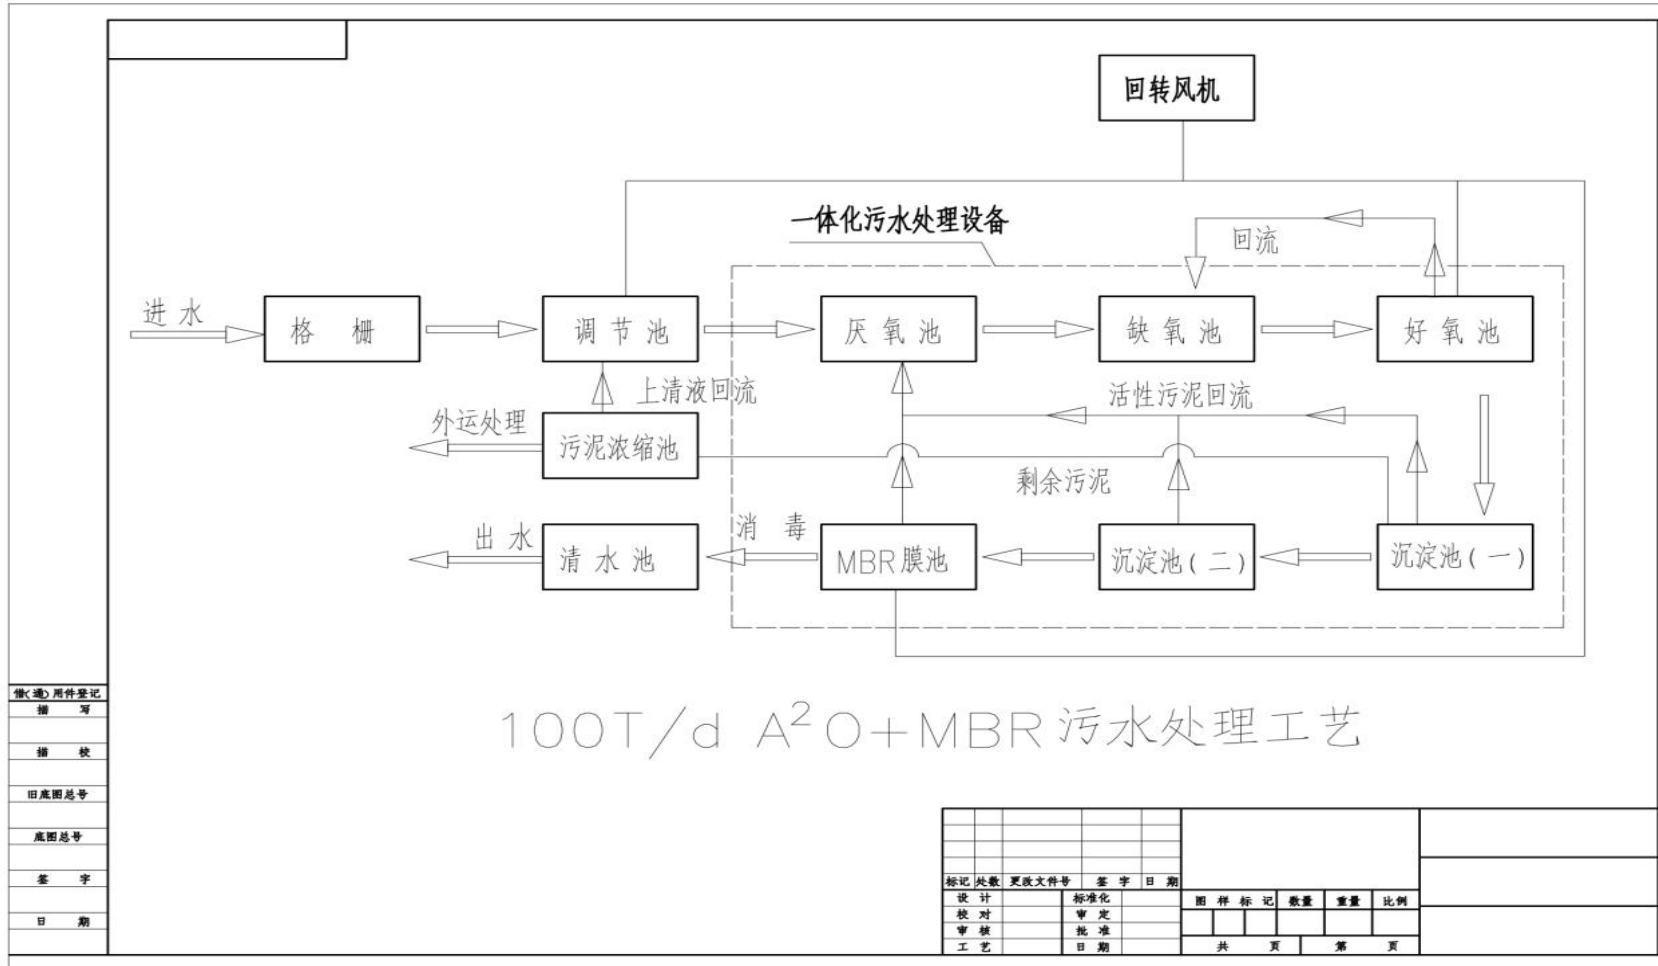 回转风机
一体化污水处理设备
回流
进水
格 栅
调节池
厌氧池
缺氧池
好氧池
上清液回流
活性污泥回流
外运处理
污泥浓缩池
剩余污泥
出水
消 毒
清水池
MBR膜池
沉淀池(二)
沉淀池(一)
100T/d A²O+MBR污水处理工艺
借(通)用件登记
描 写
描 校
旧底图总号
底图总号
签 字
日 期
标记 处数 更改文件号 签 字 日 期
设 计 标准化
校 对 审 定
审 核 批 准
工 艺 日 期
图 样 标 记 数量 重量 比例
共 页 第 页